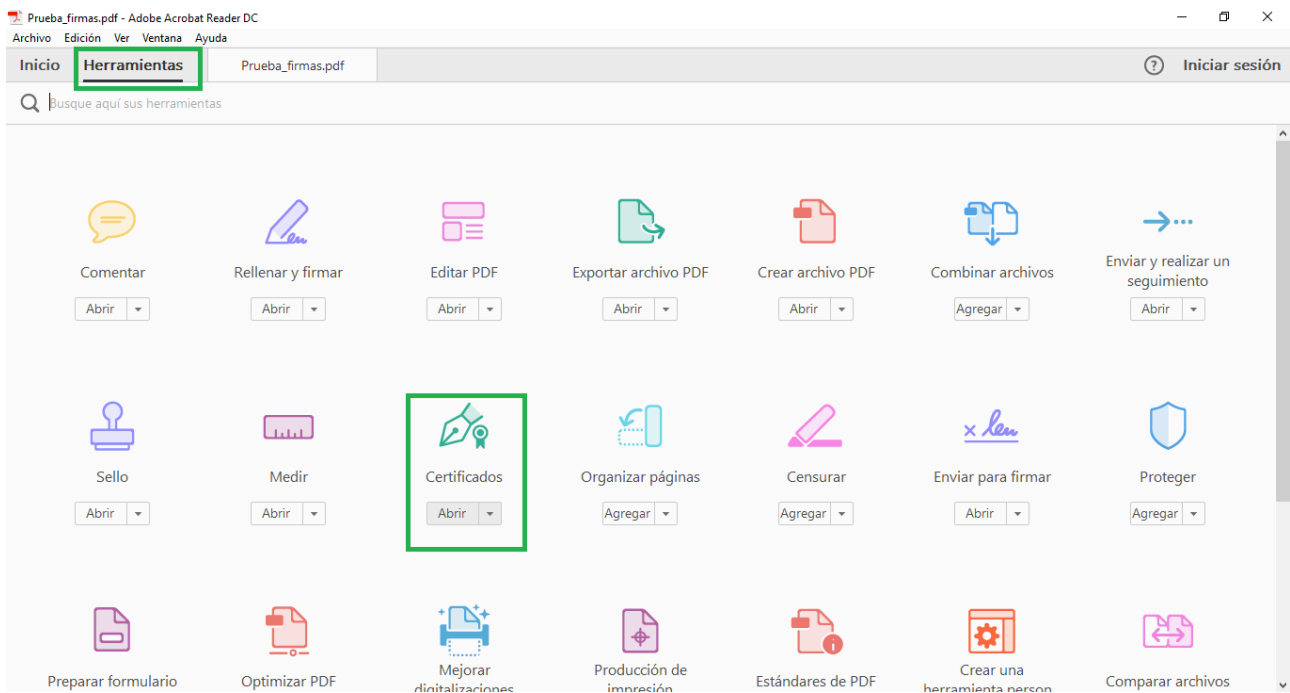 Prueba_firmas.pdf - Adobe Acrobat Reader DC
Archivo Edición Ver Ventana Ayuda
Inicio Herramientas Prueba_firmas.pdf ? Iniciar sesión
Busque aquí sus herramientas
Comentar Rellenar y firmar Editar PDF Exportar archivo PDF Crear archivo PDF Combinar archivos Enviar y realizar un
seguimiento
Abrir Abrir Abrir Abrir Abrir Agregar Abrir
Sello Medir Certificados Organizar páginas Censurar Enviar para firmar Proteger
Abrir Abrir Abrir Agregar Agregar Abrir Agregar
Preparar formulario Optimizar PDF Mejorar
digitalizaciones Producción de
impresión Estándares de PDF Crear una
herramienta person Comparar archivos